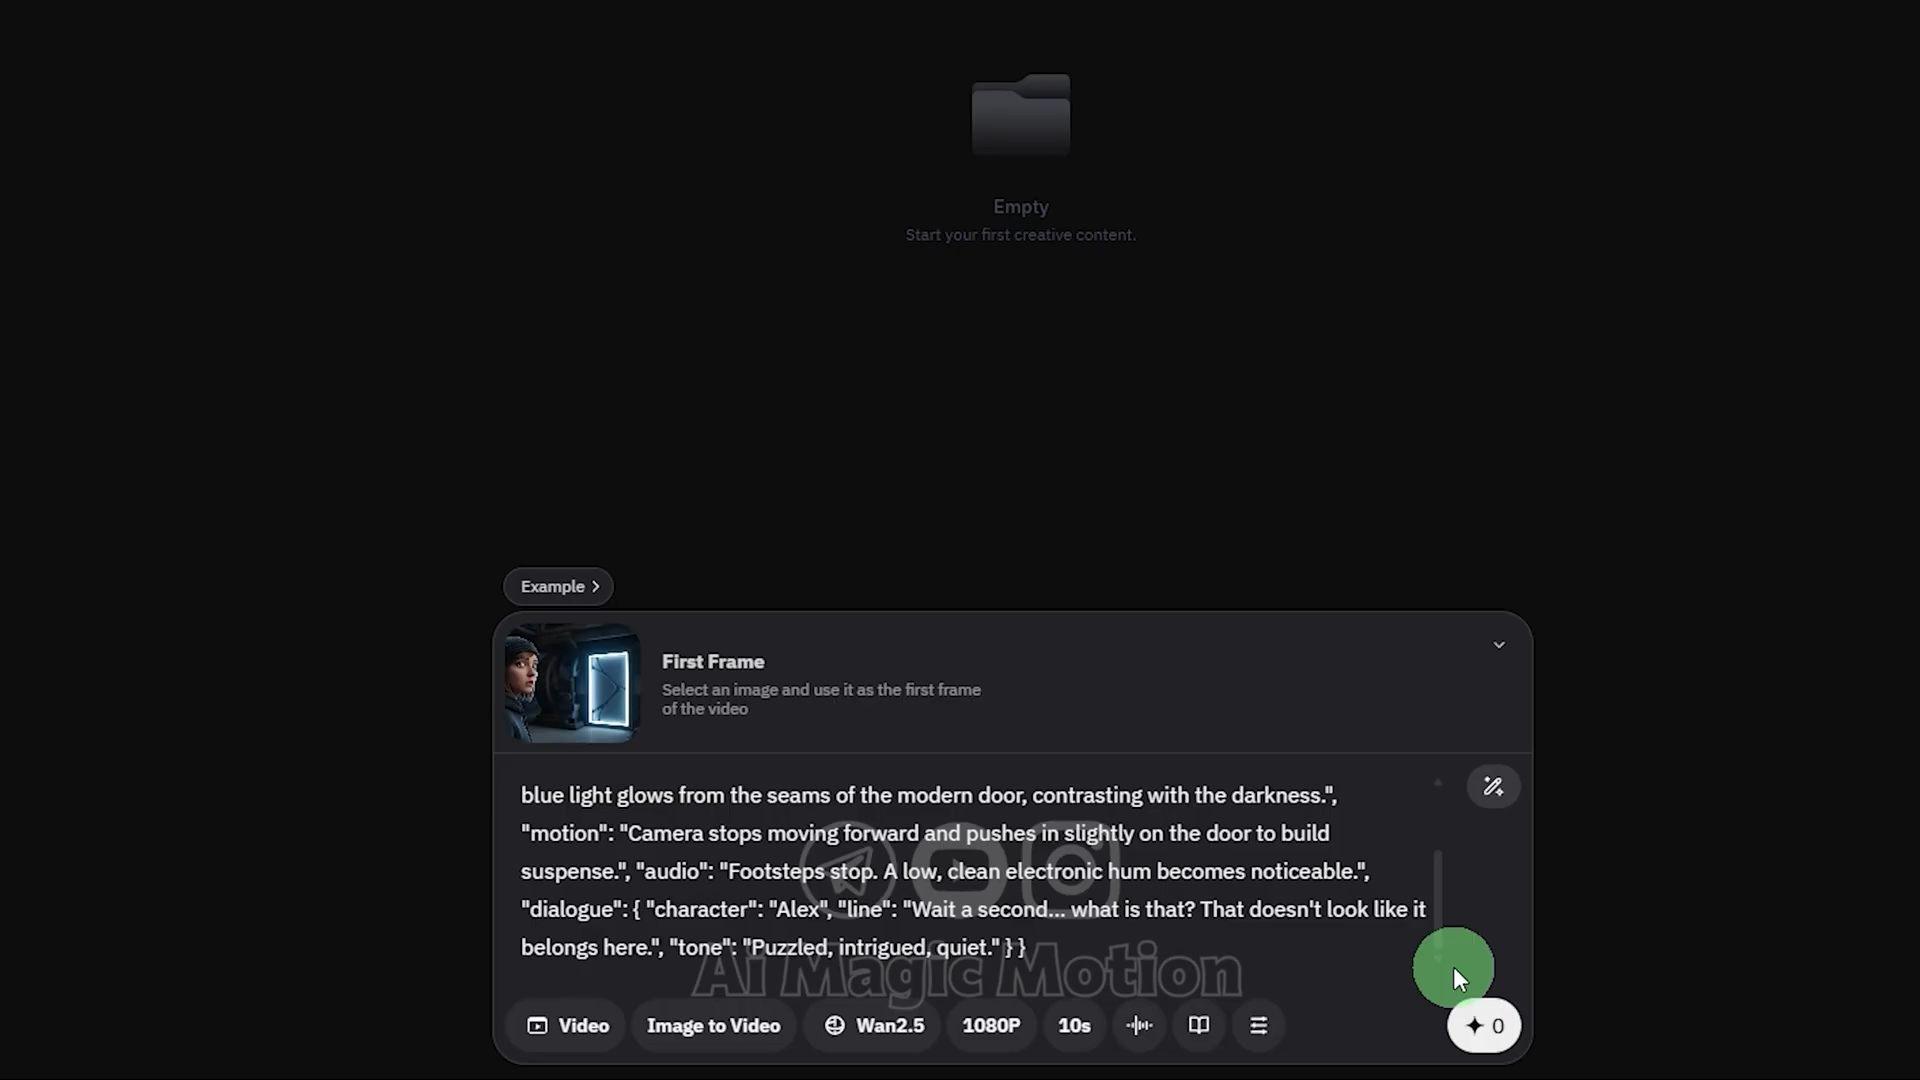 Empty
Start your first creative content.
Example
First Frame
Select an image and use it as the first frame
of the video
blue light glows from the seams of the modern door, contrasting with the darkness.",
"motion": "Camera stops moving forward and pushes in slightly on the door to build
suspense.", "audio": "Footsteps stop. A low, clean electronic hum becomes noticeable.",
"dialogue": { "character": "Alex", "line": "Wait a second... what is that? That doesn't look like it
belongs here.", "tone": "Puzzled, intrigued, quiet." } }
Ai Magic Motion
Video Image to Video Wan2.5 1080P 10s 0